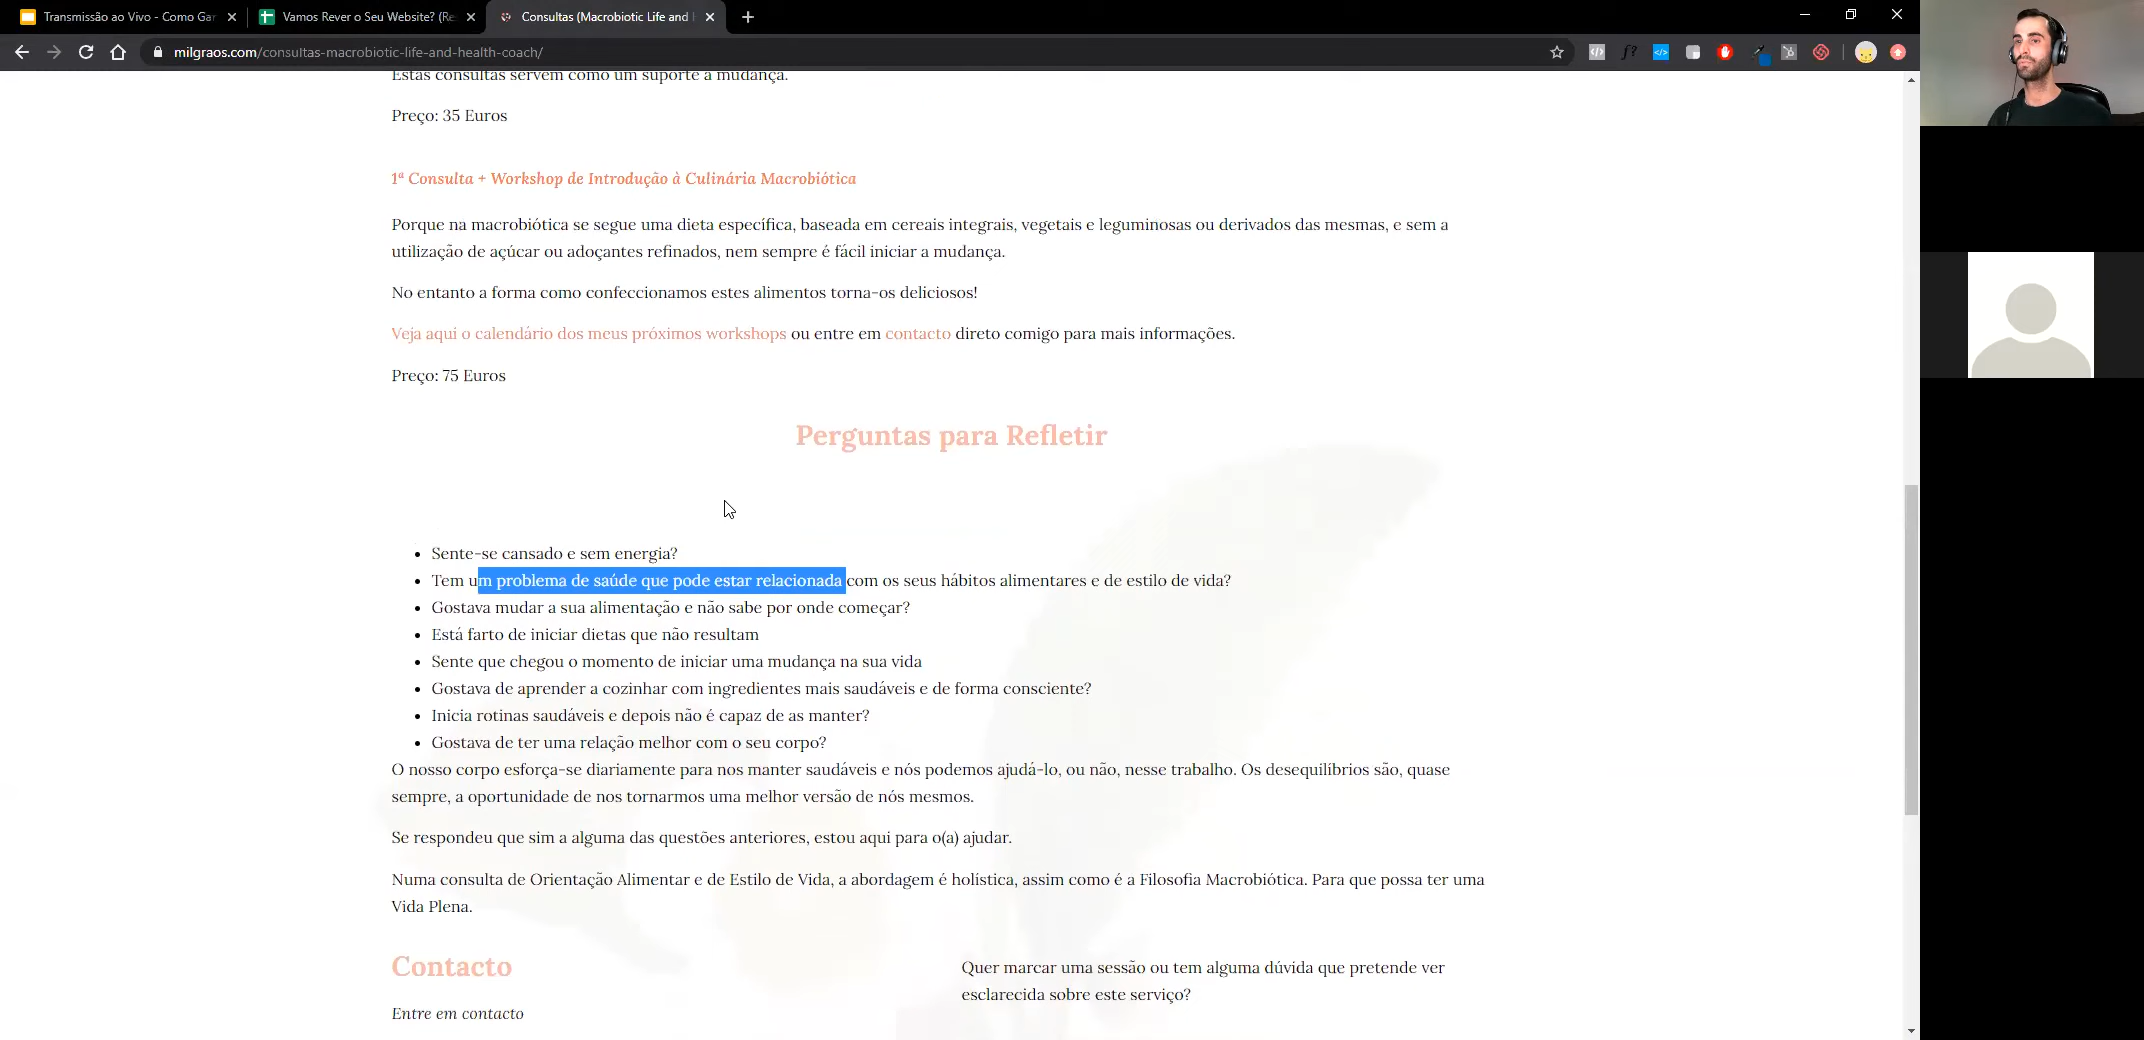 Transmissão ao Vivo - Como Gar
Vamos Rever o Seu Website? (Re
Consultas (Macrobiotic Life and
milgraos.com/consultas-macrobiotic-life-and-health-coach/
Estas consultas servem como um suporte à mudança.
Preço: 35 Euros
1ª Consulta + Workshop de Introdução à Culinária Macrobiótica
Porque na macrobiótica se segue uma dieta específica, baseada em cereais integrais, vegetais e leguminosas ou derivados das mesmas, e sem a
utilização de açúcar ou adoçantes refinados, nem sempre é fácil iniciar a mudança.
No entanto a forma como confeccionamos estes alimentos torna-os deliciosos!
Veja aqui o calendário dos meus próximos workshops ou entre em contacto direto comigo para mais informações.
Preço: 75 Euros
Perguntas para Refletir
Sente-se cansado e sem energia?
Tem um problema de saúde que pode estar relacionada com os seus hábitos alimentares e de estilo de vida?
Gostava mudar a sua alimentação e não sabe por onde começar?
Está farto de iniciar dietas que não resultam
Sente que chegou o momento de iniciar uma mudança na sua vida
Gostava de aprender a cozinhar com ingredientes mais saudáveis e de forma consciente?
Inicia rotinas saudáveis e depois não é capaz de as manter?
Gostava de ter uma relação melhor com o seu corpo?
O nosso corpo esforça-se diariamente para nos manter saudáveis e nós podemos ajudá-lo, ou não, nesse trabalho. Os desequilíbrios são, quase
sempre, a oportunidade de nos tornarmos uma melhor versão de nós mesmos.
Se respondeu que sim a alguma das questões anteriores, estou aqui para o(a) ajudar.
Numa consulta de Orientação Alimentar e de Estilo de Vida, a abordagem é holística, assim como é a Filosofia Macrobiótica. Para que possa ter uma
Vida Plena.
Contacto
Entre em contacto
Quer marcar uma sessão ou tem alguma dúvida que pretende ver
esclarecida sobre este serviço?